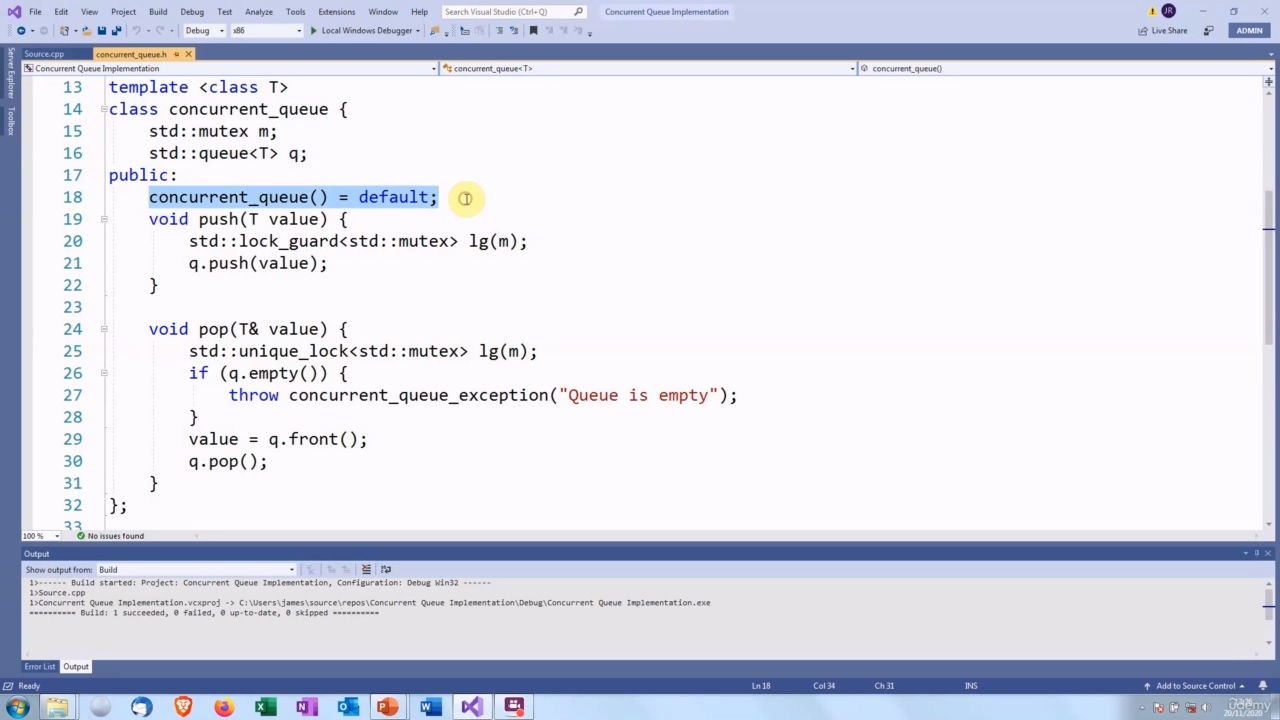 File Edit View Project Build Debug Test Analyze Tools Extensions Window Help Search Visual Studio (Ctrl+Q) Concurrent Queue Implementation JR
Debug x86 Local Windows Debugger Live Share ADMIN
Server Explorer
Toolbox
Source.cpp concurrent_queue.h
Concurrent Queue Implementation concurrent_queue<T> concurrent_queue()
13 template <class T>
14 class concurrent_queue {
15 std::mutex m;
16 std::queue<T> q;
17 public:
18 concurrent_queue() = default;
19 void push(T value) {
20 std::lock_guard<std::mutex> lg(m);
21 q.push(value);
22 }
23
24 void pop(T& value) {
25 std::unique_lock<std::mutex> lg(m);
26 if (q.empty()) {
27 throw concurrent_queue_exception("Queue is empty");
28 }
29 value = q.front();
30 q.pop();
31 }
32 };
33
100 % No issues found
Output
Show output from: Build
1>------ Build started: Project: Concurrent Queue Implementation, Configuration: Debug Win32 ------
1>Source.cpp
1>Concurrent Queue Implementation.vcxproj -> C:\Users\james\source\repos\Concurrent Queue Implementation\Debug\Concurrent Queue Implementation.exe
========== Build: 1 succeeded, 0 failed, 0 up-to-date, 0 skipped ==========
Error List Output
Ready Ln 18 Col 34 Ch 31 INS Add to Source Control
Udemy
20/11/2020